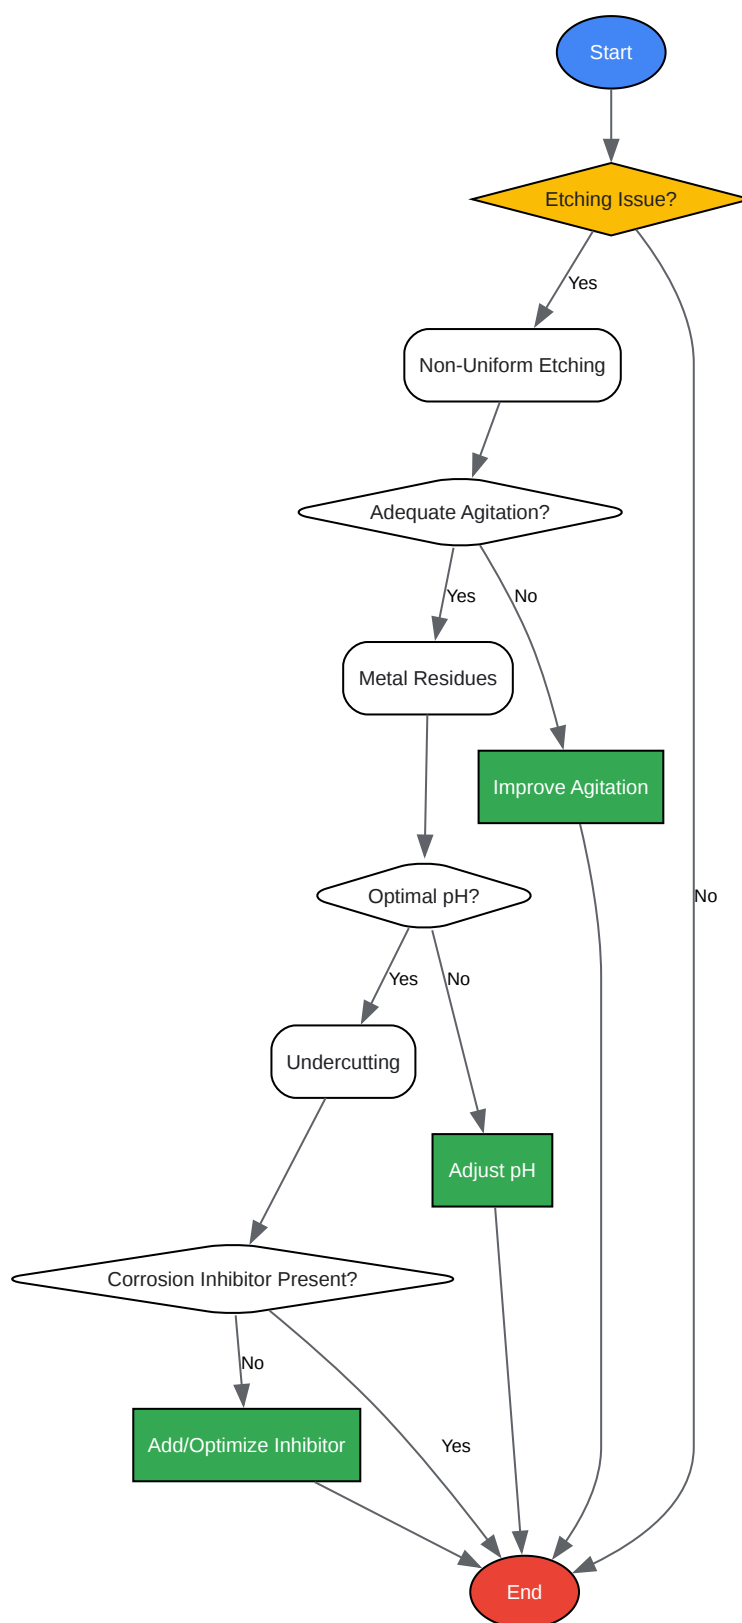 Start
Etching Issue?
Yes
Non-Uniform Etching
Adequate Agitation?
Yes
No
Metal Residues
Improve Agitation
Optimal pH?
No
Yes
No
Undercutting
Adjust pH
Corrosion Inhibitor Present?
No
Add/Optimize Inhibitor
Yes
End